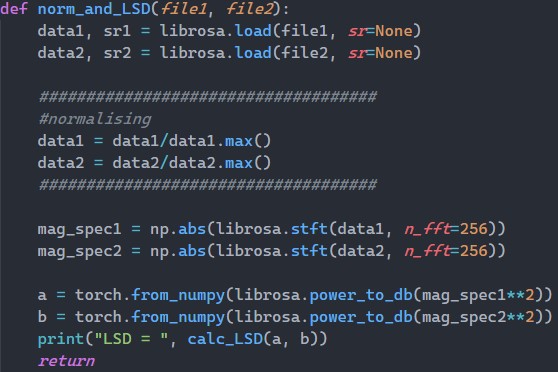 def norm_and_LSD(file1, file2):
    data1, sr1 = librosa.load(file1, sr=None)
    data2, sr2 = librosa.load(file2, sr=None)
    ####################################
    #normalising
    data1 = data1/data1.max()
    data2 = data2/data2.max()
    ####################################
    mag_spec1 = np.abs(librosa.stft(data1, n_fft=256))
    mag_spec2 = np.abs(librosa.stft(data2, n_fft=256))
    a = torch.from_numpy(librosa.power_to_db(mag_spec1**2))
    b = torch.from_numpy(librosa.power_to_db(mag_spec2**2))
    print("LSD = ", calc_LSD(a, b))
    return